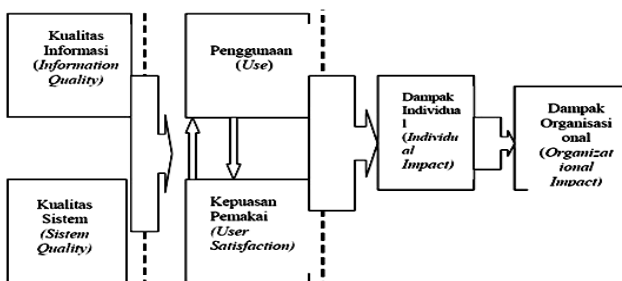 Kualitas
Informasi
(Information
Quality)
Penggunaan
(Use)
Dampak
Individua
l
(Individu
al
Impact)
Dampak
Organisasi
onal
(Organizat
ional
Impact)
Kualitas
Sistem
(Sistem
Quality)
Kepuasan
Pemakai
(User
Satisfaction)